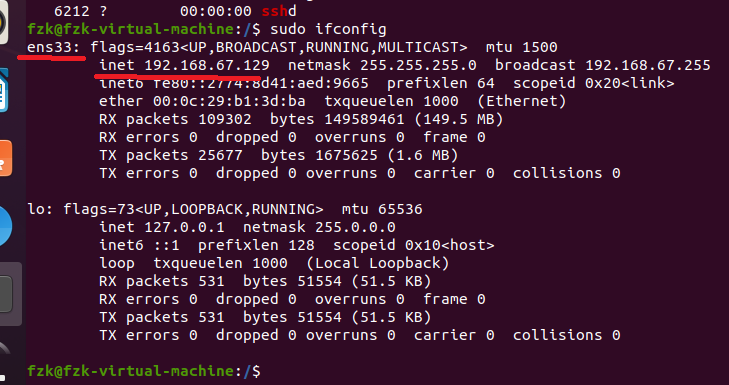 6212 ?        00:00:00 sshd
fzk@fzk-virtual-machine:/$ sudo ifconfig
ens33: flags=4163<UP,BROADCAST,RUNNING,MULTICAST>  mtu 1500
inet 192.168.67.129  netmask 255.255.255.0  broadcast 192.168.67.255
inet6 fe80::2774:8d41:aed:9665  prefixlen 64  scopeid 0x20<link>
ether 00:0c:29:b1:3d:ba  txqueuelen 1000  (Ethernet)
RX packets 109302  bytes 149589461 (149.5 MB)
RX errors 0  dropped 0  overruns 0  frame 0
TX packets 25677  bytes 1675625 (1.6 MB)
TX errors 0  dropped 0 overruns 0  carrier 0  collisions 0
lo: flags=73<UP,LOOPBACK,RUNNING>  mtu 65536
inet 127.0.0.1  netmask 255.0.0.0
inet6 ::1  prefixlen 128  scopeid 0x10<host>
loop  txqueuelen 1000  (Local Loopback)
RX packets 531  bytes 51554 (51.5 KB)
RX errors 0  dropped 0  overruns 0  frame 0
TX packets 531  bytes 51554 (51.5 KB)
TX errors 0  dropped 0 overruns 0  carrier 0  collisions 0
fzk@fzk-virtual-machine:/$